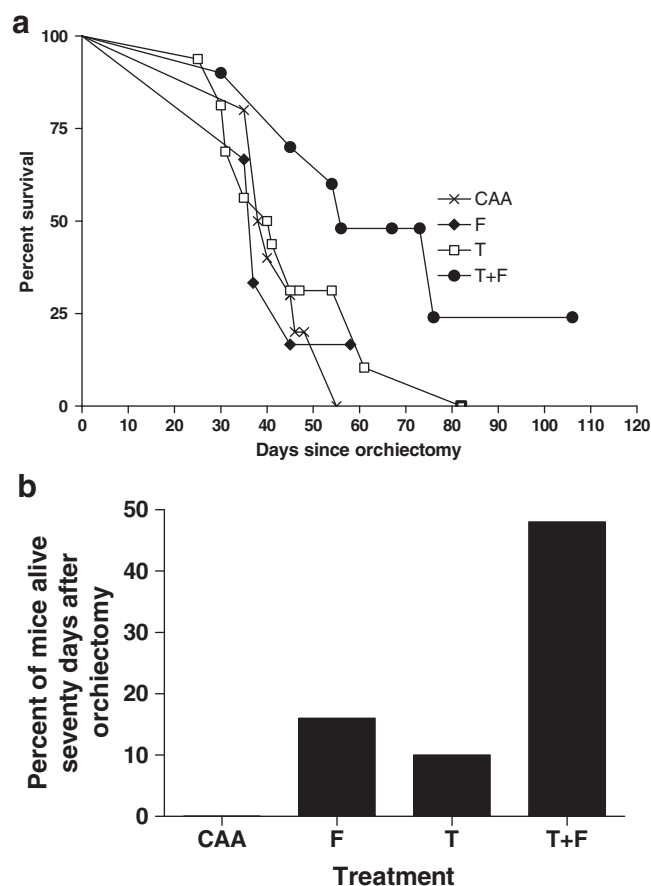 a
100
75
50
25
0
Percent survival
CAA
F
T
T+F
0 10 20 30 40 50 60 70 80 90 100 110 120
Days since orchiectomy
b
50
40
30
20
10
0
Percent of mice alive
seventy days after
orchiectomy
CAA F T T+F
Treatment